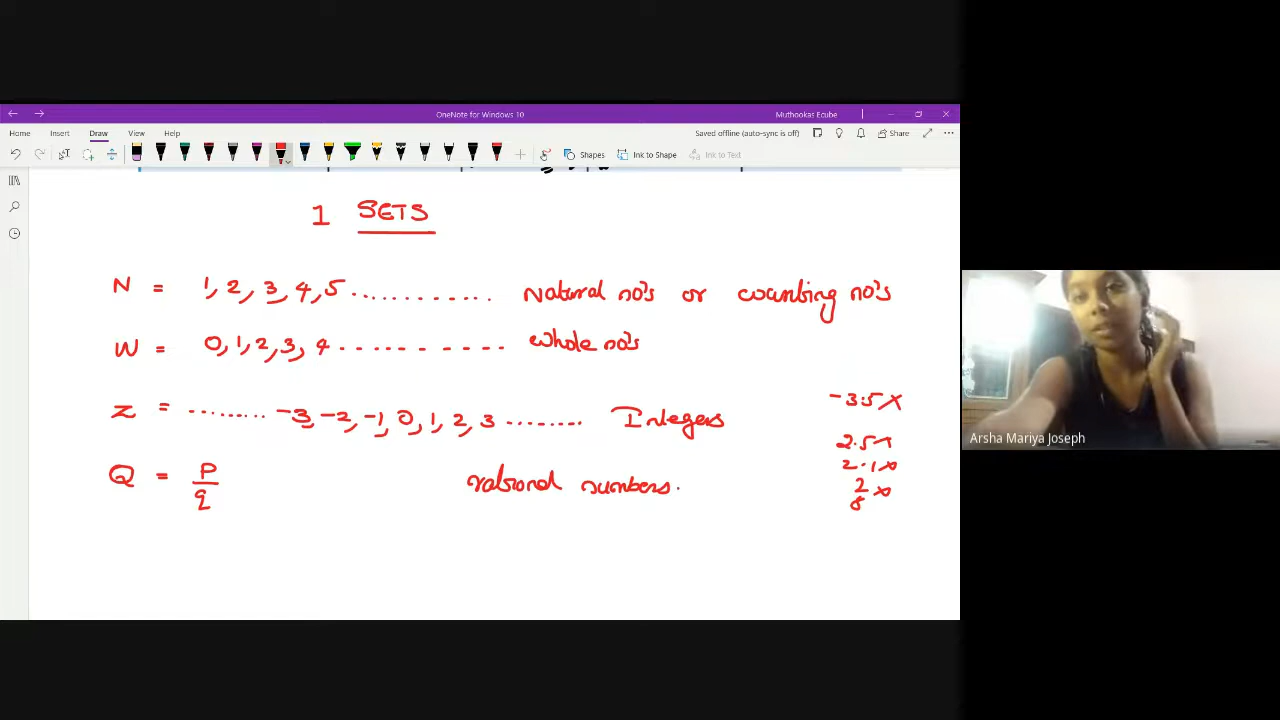 OneNote for Windows 10
Muthookas Ecube
Home Insert Draw View Help
Saved offline (auto-sync is off)
Share
Shapes
Ink to Shape
Ink to Text
1 SETS
N = 1, 2, 3, 4, 5 ............ Natural no's or counting no's
W = 0, 1, 2, 3, 4 ............ whole no's
Z = ........ -3, -2, -1, 0, 1, 2, 3 ........ Integers
-3.5 ×
2.5 ×
2.1 ×
2
8 ×
Q = P
q
rational numbers.
Arsha Mariya Joseph